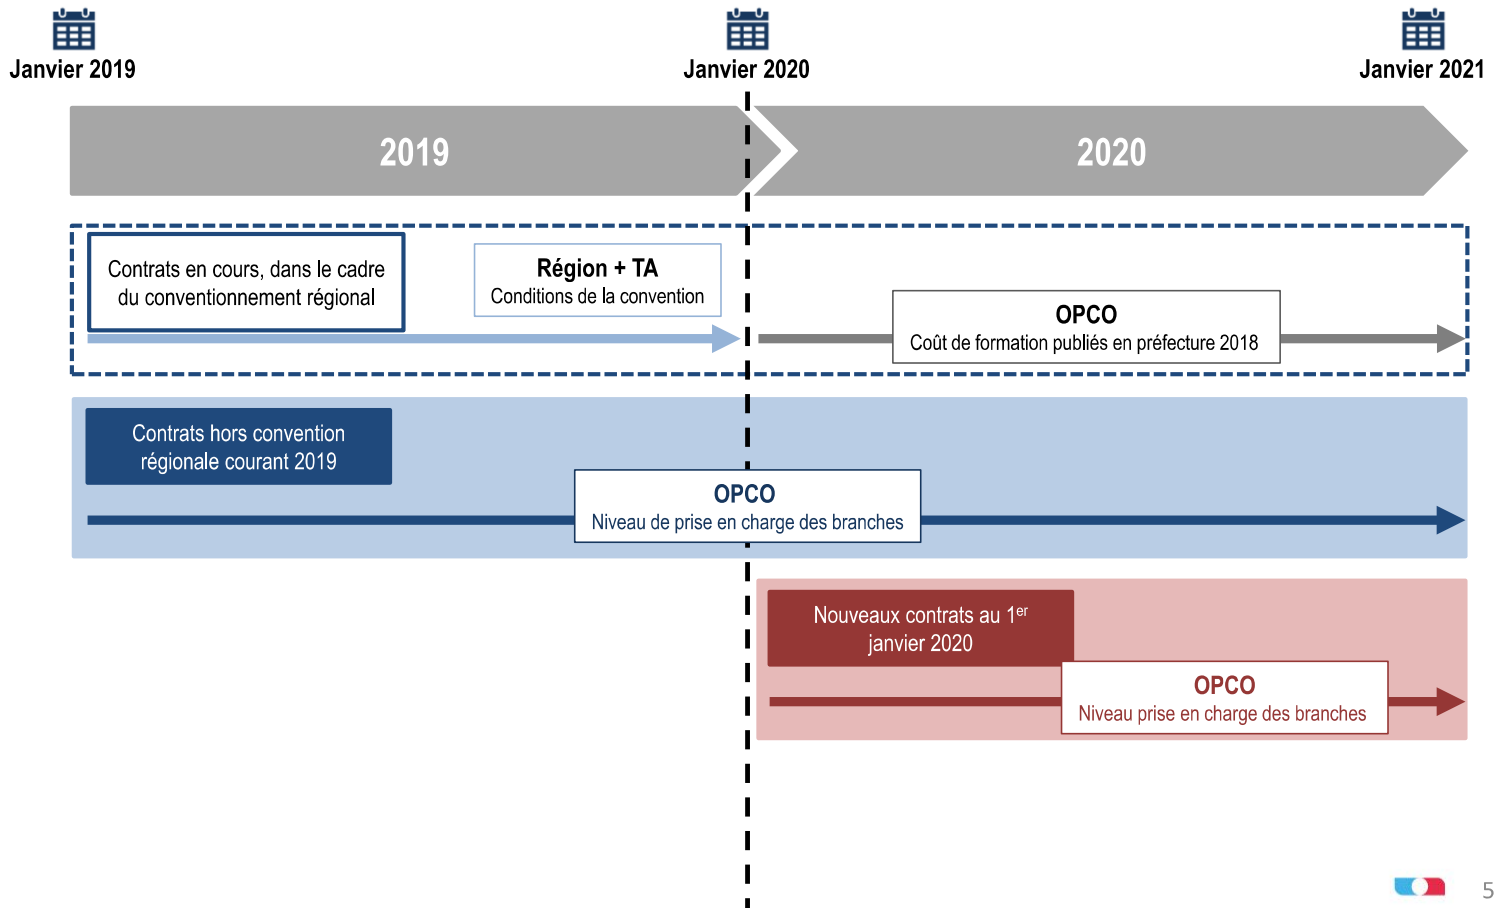 Janvier 2019
Janvier 2020
Janvier 2021
2019
2020
Contrats en cours, dans le cadre
du conventionnement régional
Région + TA
Conditions de la convention
OPCO
Coût de formation publiés en préfecture 2018
Contrats hors convention
régionale courant 2019
OPCO
Niveau de prise en charge des branches
Nouveaux contrats au 1er
janvier 2020
OPCO
Niveau prise en charge des branches
5